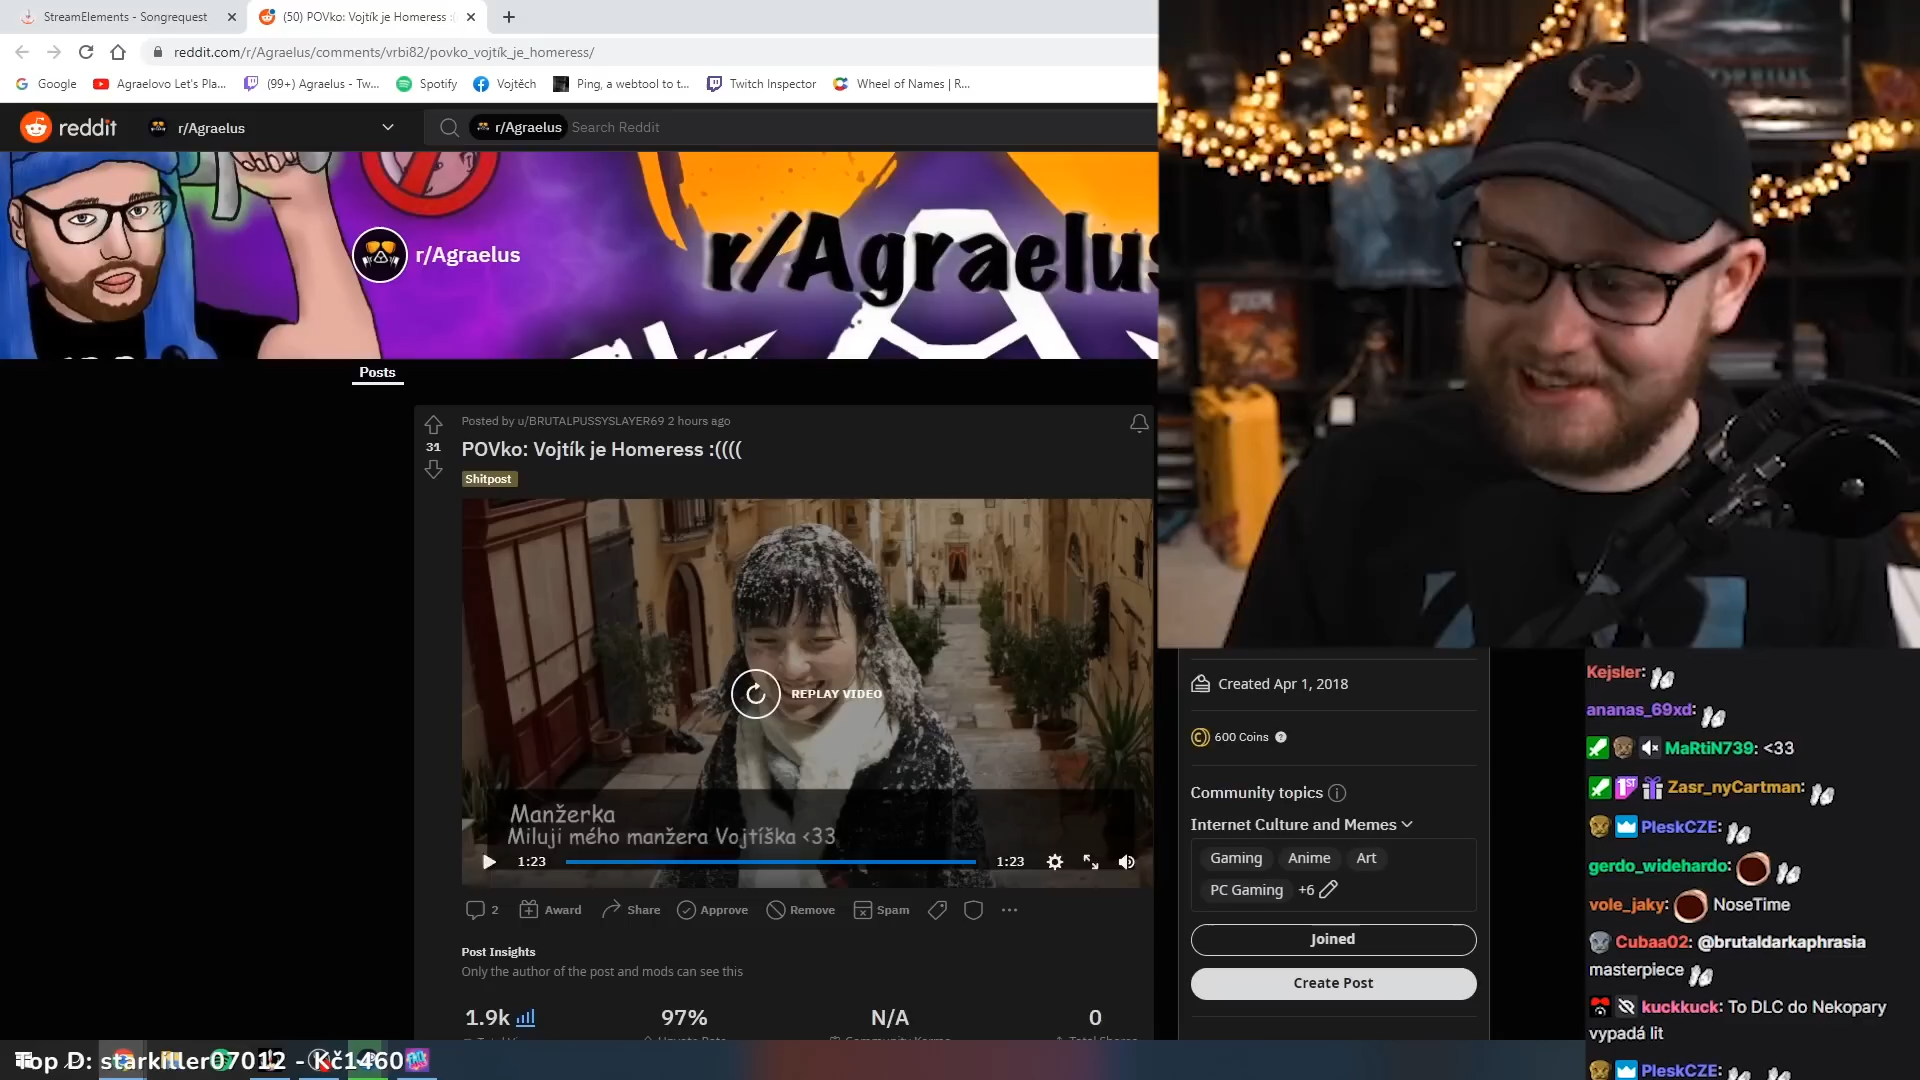 StreamElements - Songrequest
(50) POVko: Vojtík je Homeress :(
reddit.com/r/Agraelus/comments/vrbi82/povko_vojtík_je_homeress/
Google
Agraelovo Let's Pla...
(99+) Agraelus - Tw...
Spotify
Vojtěch
Ping, a webtool to t...
Twitch Inspector
Wheel of Names | R...
reddit
r/Agraelus
r/Agraelus
Search Reddit
r/Agraelus
r/Agraelus
Posts
Posted by u/BRUTALPUSSYSLAYER69 2 hours ago
31
POVko: Vojtík je Homeress :((((
Shitpost
REPLAY VIDEO
Manžerka
Miluji mého manžera Vojtíška <33
1:23
1:23
2
Award
Share
Approve
Remove
Spam
Post Insights
Only the author of the post and mods can see this
1.9k
97%
N/A
0
Created Apr 1, 2018
600 Coins
Community topics
Internet Culture and Memes
Gaming
Anime
Art
PC Gaming
+6
Joined
Create Post
Kejsler:
ananas_69xd:
MaRtiN739: <33
1ST Zasr_nyCartman:
PleskCZE:
gerdo_widehardo:
vole_jaky: NoseTime
Cubaa02: @brutaldarkaphrasia
masterpiece
kuckkuck: To DLC do Nekopary
vypadá lit
PleskCZE:
Top D: starkiller07012 - Kč1460